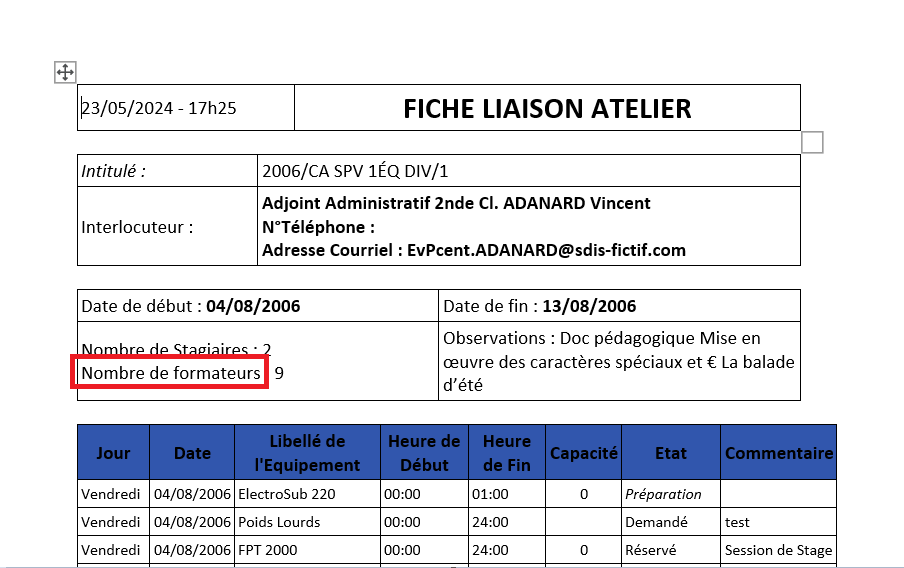 23/05/2024 - 17h25
FICHE LIAISON ATELIER
Intitulé :
2006/CA SPV 1ÉQ DIV/1
Interlocuteur :
Adjoint Administratif 2nde Cl. ADANARD Vincent
N°Téléphone :
Adresse Courriel : EvPcent.ADANARD@sdis-fictif.com
Date de début : 04/08/2006
Date de fin : 13/08/2006
Nombre de Stagiaires : 2
Nombre de formateurs : 9
Observations : Doc pédagogique Mise en
œuvre des caractères spéciaux et € La balade
d’été
Jour Date Libellé de l'Equipement Heure de Début Heure de Fin Capacité Etat Commentaire
Vendredi 04/08/2006 ElectroSub 220 00:00 01:00 0 Préparation
Vendredi 04/08/2006 Poids Lourds 00:00 24:00 Demandé test
Vendredi 04/08/2006 FPT 2000 00:00 24:00 0 Réservé Session de Stage